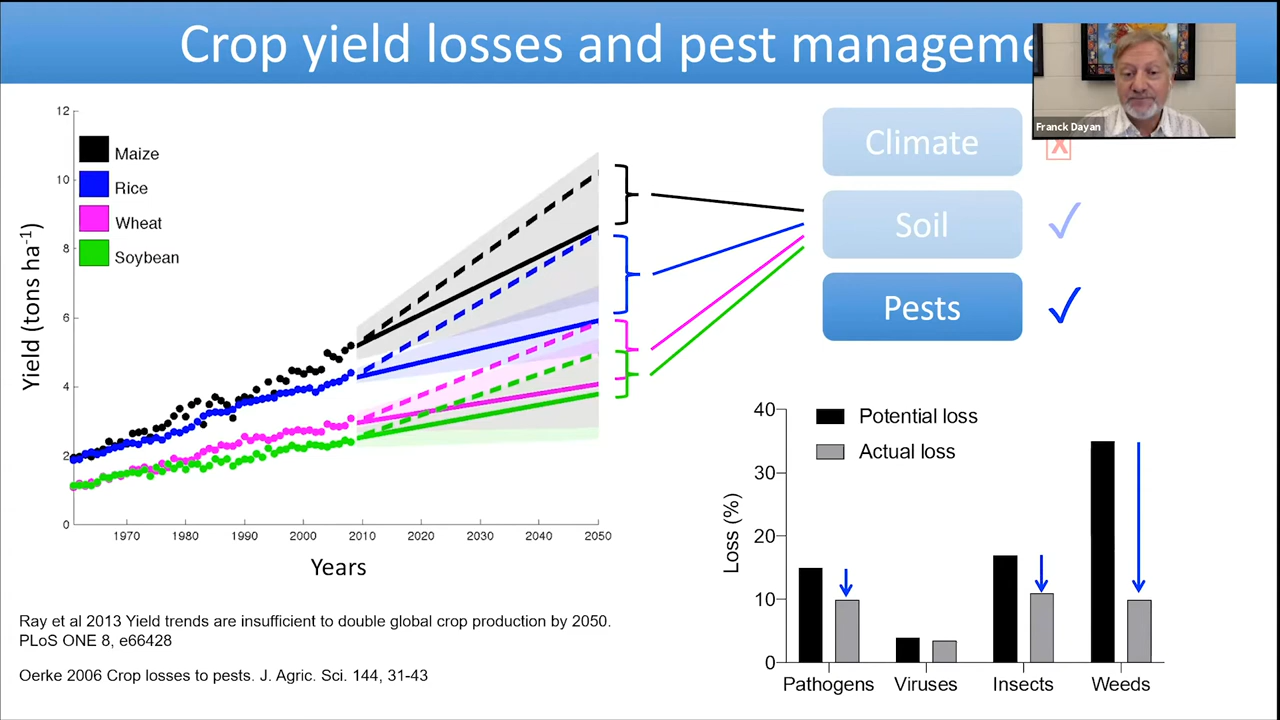 Crop yield losses and pest manageme
Franck Dayan
12
10
8
6
4
2
0
Yield (tons ha-1)
Maize
Rice
Wheat
Soybean
1970 1980 1990 2000 2010 2020 2030 2040 2050
Years
Climate
X
Soil
Pests
40
30
20
10
0
Loss (%)
Potential loss
Actual loss
Pathogens Viruses Insects Weeds
Ray et al 2013 Yield trends are insufficient to double global crop production by 2050.
PLoS ONE 8, e66428
Oerke 2006 Crop losses to pests. J. Agric. Sci. 144, 31-43